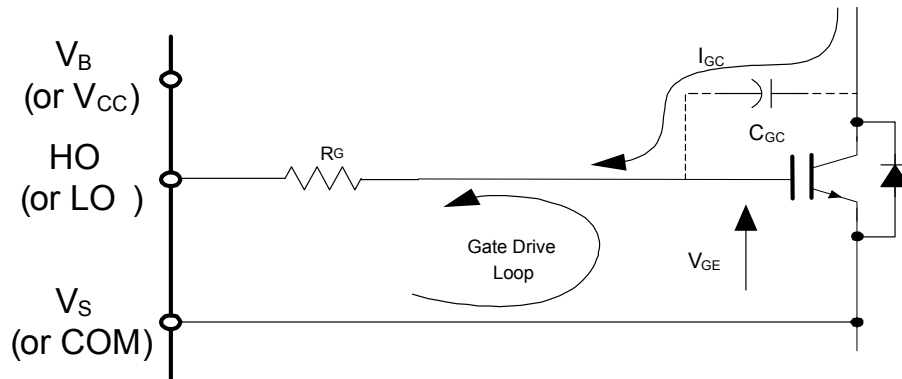 V_B
(or V_CC)
HO
(or LO )
V_S
(or COM)
R_G
I_GC
C_GC
Gate Drive
Loop
V_GE